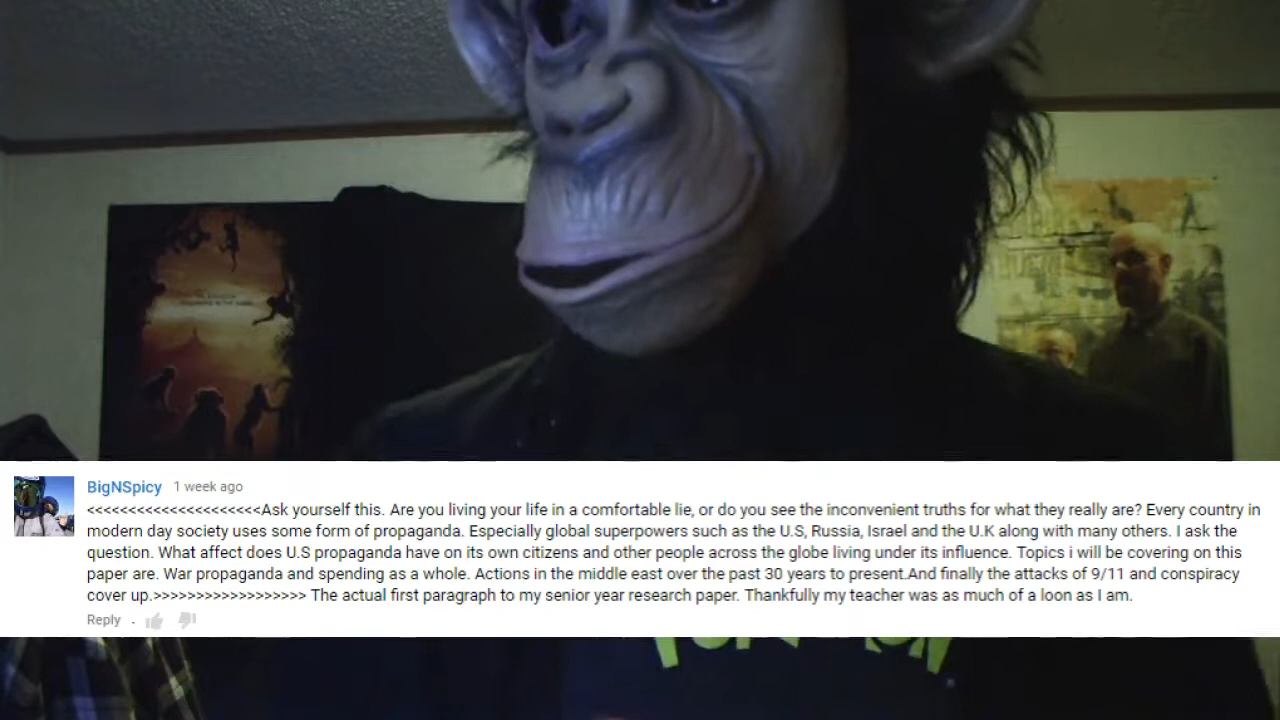 BigNSpicy 1 week ago
<<<<<<<<<<<<<<<<<<<<<Ask yourself this. Are you living your life in a comfortable lie, or do you see the inconvenient truths for what they really are? Every country in
modern day society uses some form of propaganda. Especially global superpowers such as the U.S, Russia, Israel and the U.K along with many others. I ask the
question. What affect does U.S propaganda have on its own citizens and other people across the globe living under its influence. Topics i will be covering on this
paper are. War propaganda and spending as a whole. Actions in the middle east over the past 30 years to present.And finally the attacks of 9/11 and conspiracy
cover up.>>>>>>>>>>>>>>>>>> The actual first paragraph to my senior year research paper. Thankfully my teacher was as much of a loon as I am.
Reply .